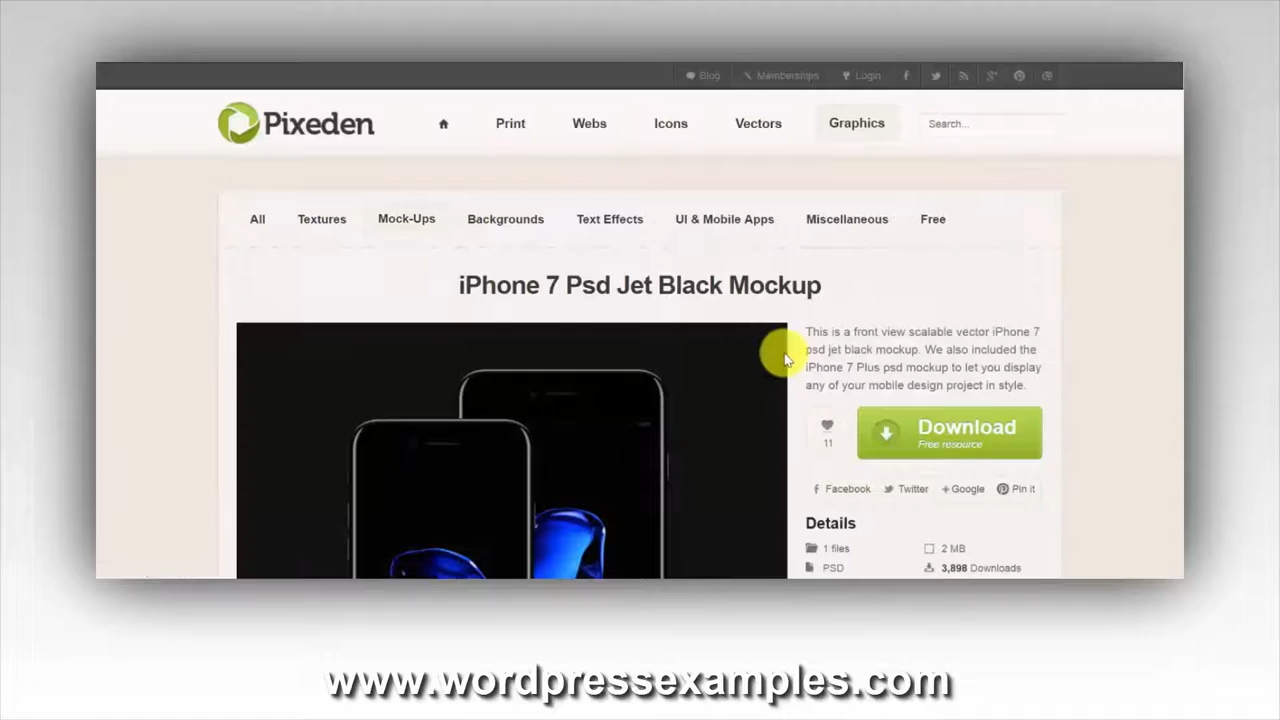 Blog Memberships Login
Pixeden
Print Webs Icons Vectors Graphics Search...
All Textures Mock-Ups Backgrounds Text Effects UI & Mobile Apps Miscellaneous Free
iPhone 7 Psd Jet Black Mockup
This is a front view scalable vector iPhone 7
psd jet black mockup. We also included the
iPhone 7 Plus psd mockup to let you display
any of your mobile design project in style.
11
Download
Free resource
Facebook Twitter + Google Pin it
Details
1 files 2 MB
PSD 3,898 Downloads
www.wordpressexamples.com